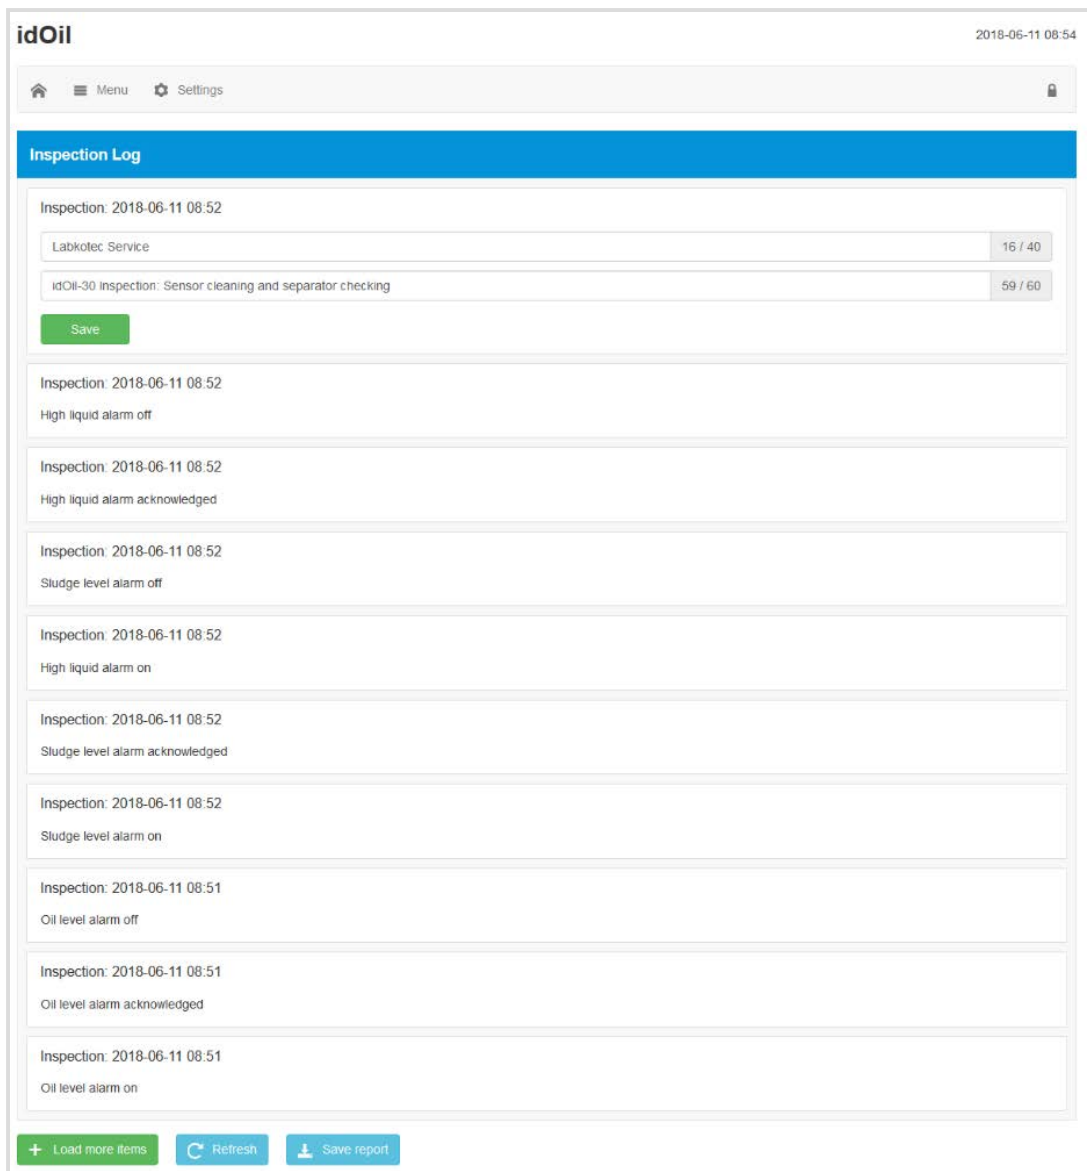 idOil
2018-06-11 08:54
Menu Settings
Inspection Log
Inspection: 2018-06-11 08:52
Labkotec Service 16 / 40
idOil-30 Inspection: Sensor cleaning and separator checking 59 / 60
Save
Inspection: 2018-06-11 08:52
High liquid alarm off
Inspection: 2018-06-11 08:52
High liquid alarm acknowledged
Inspection: 2018-06-11 08:52
Sludge level alarm off
Inspection: 2018-06-11 08:52
High liquid alarm on
Inspection: 2018-06-11 08:52
Sludge level alarm acknowledged
Inspection: 2018-06-11 08:52
Sludge level alarm on
Inspection: 2018-06-11 08:51
Oil level alarm off
Inspection: 2018-06-11 08:51
Oil level alarm acknowledged
Inspection: 2018-06-11 08:51
Oil level alarm on
Load more items Refresh Save report